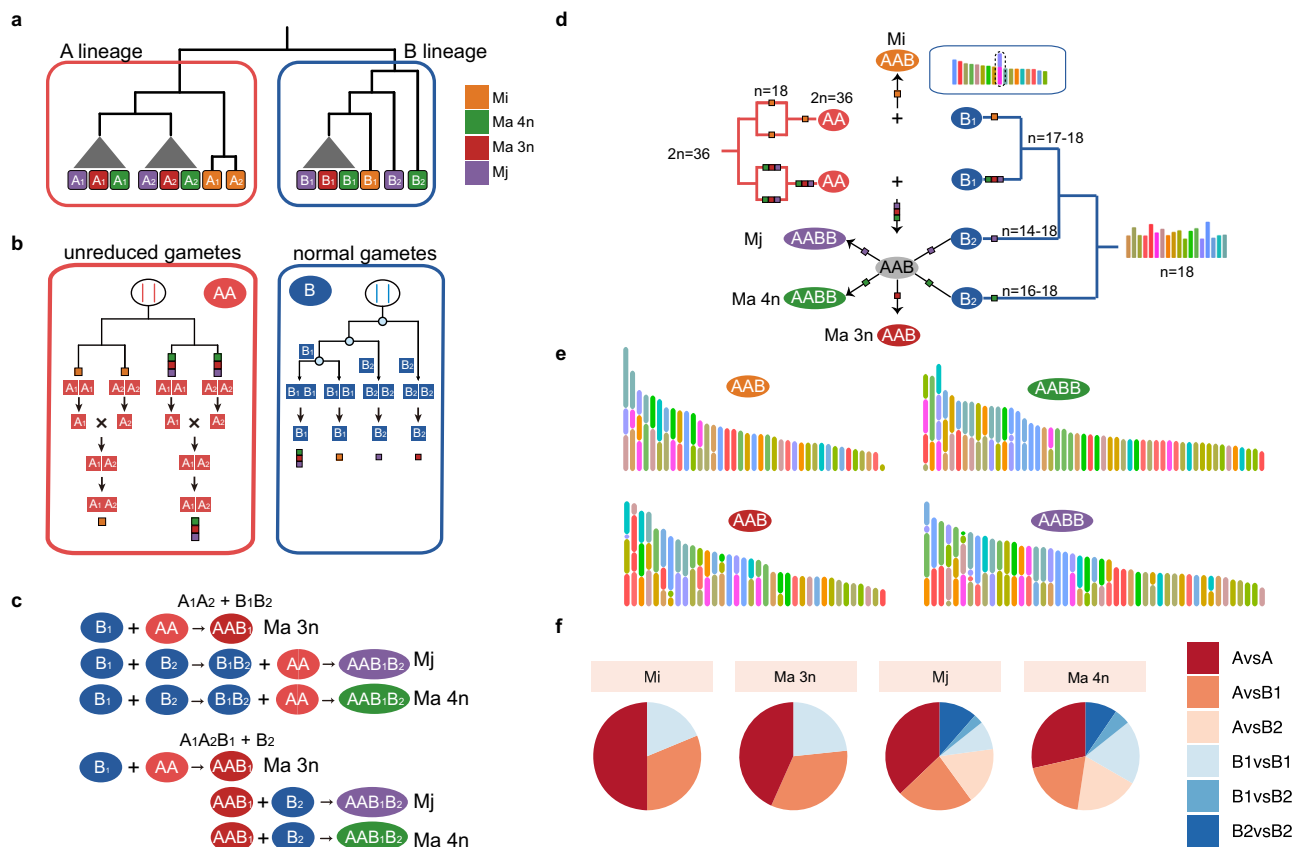 a
A lineage
B lineage
Mi
Ma 4n
Ma 3n
Mj
A1 A1 A1 A2 A2 A2 A1 A2
B1 B1 B1 B1 B2 B2
b
unreduced gametes
normal gametes
AA
B
A1 A1 A2 A2 A1 A1 A2 A2
A1 × A2 A1 × A2
A1 A2 A1 A2
A1 A2 A1 A2
B1 B2 B2
B1 B1 B1 B1 B2 B2 B2 B2
B1 B1 B2 B2
c
A1A2 + B1B2
B1 + AA → AAB1 Ma 3n
B1 + B2 → B1B2 + AA → AAB1B2 Mj
B1 + B2 → B1B2 + AA → AAB1B2 Ma 4n
A1A2B1 + B2
B1 + AA → AAB1 Ma 3n
AAB1 + B2 → AAB1B2 Mj
AAB1 + B2 → AAB1B2 Ma 4n
d
Mi
AAB
n=18 2n=36
AA + B1
n=17-18
2n=36
AA + B1
Mj AABB
B2 n=14-18
AAB
Ma 4n AABB
B2 n=16-18
n=18
Ma 3n AAB
e
AAB
AABB
AAB
AABB
f
Mi
Ma 3n
Mj
Ma 4n
AvsA
AvsB1
AvsB2
B1vsB1
B1vsB2
B2vsB2